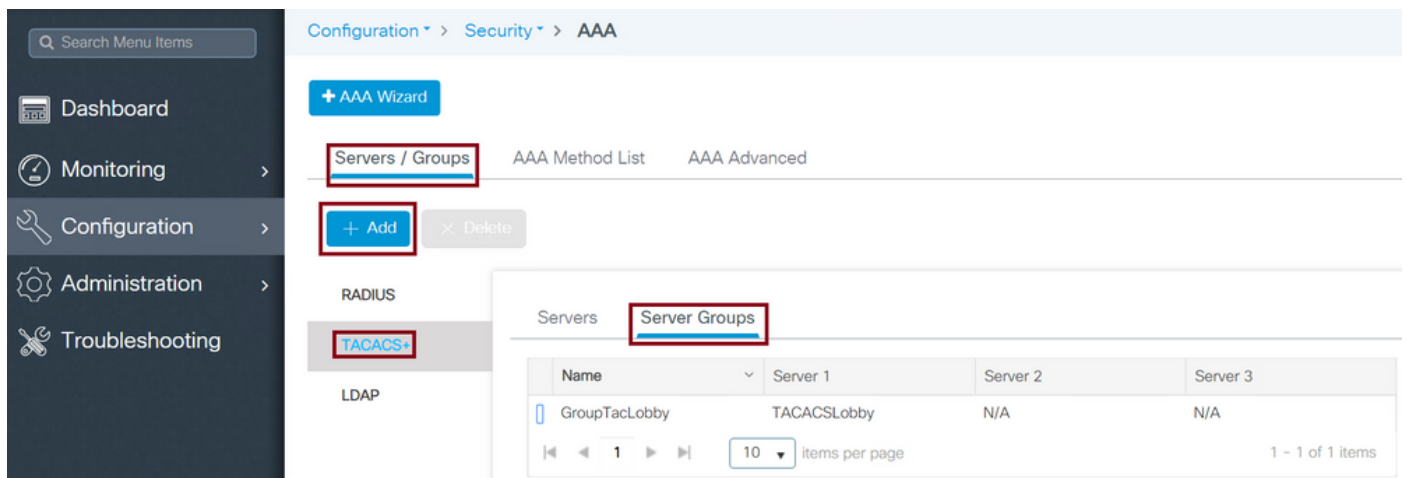 Search Menu Items
Dashboard
Monitoring
Configuration
Administration
Troubleshooting
Configuration > Security > AAA
+ AAA Wizard
Servers / Groups AAA Method List AAA Advanced
+ Add × Delete
RADIUS
TACACS+
LDAP
Servers Server Groups
Name Server 1 Server 2 Server 3
GroupTacLobby TACACSLobby N/A N/A
1 10 items per page 1 - 1 of 1 items